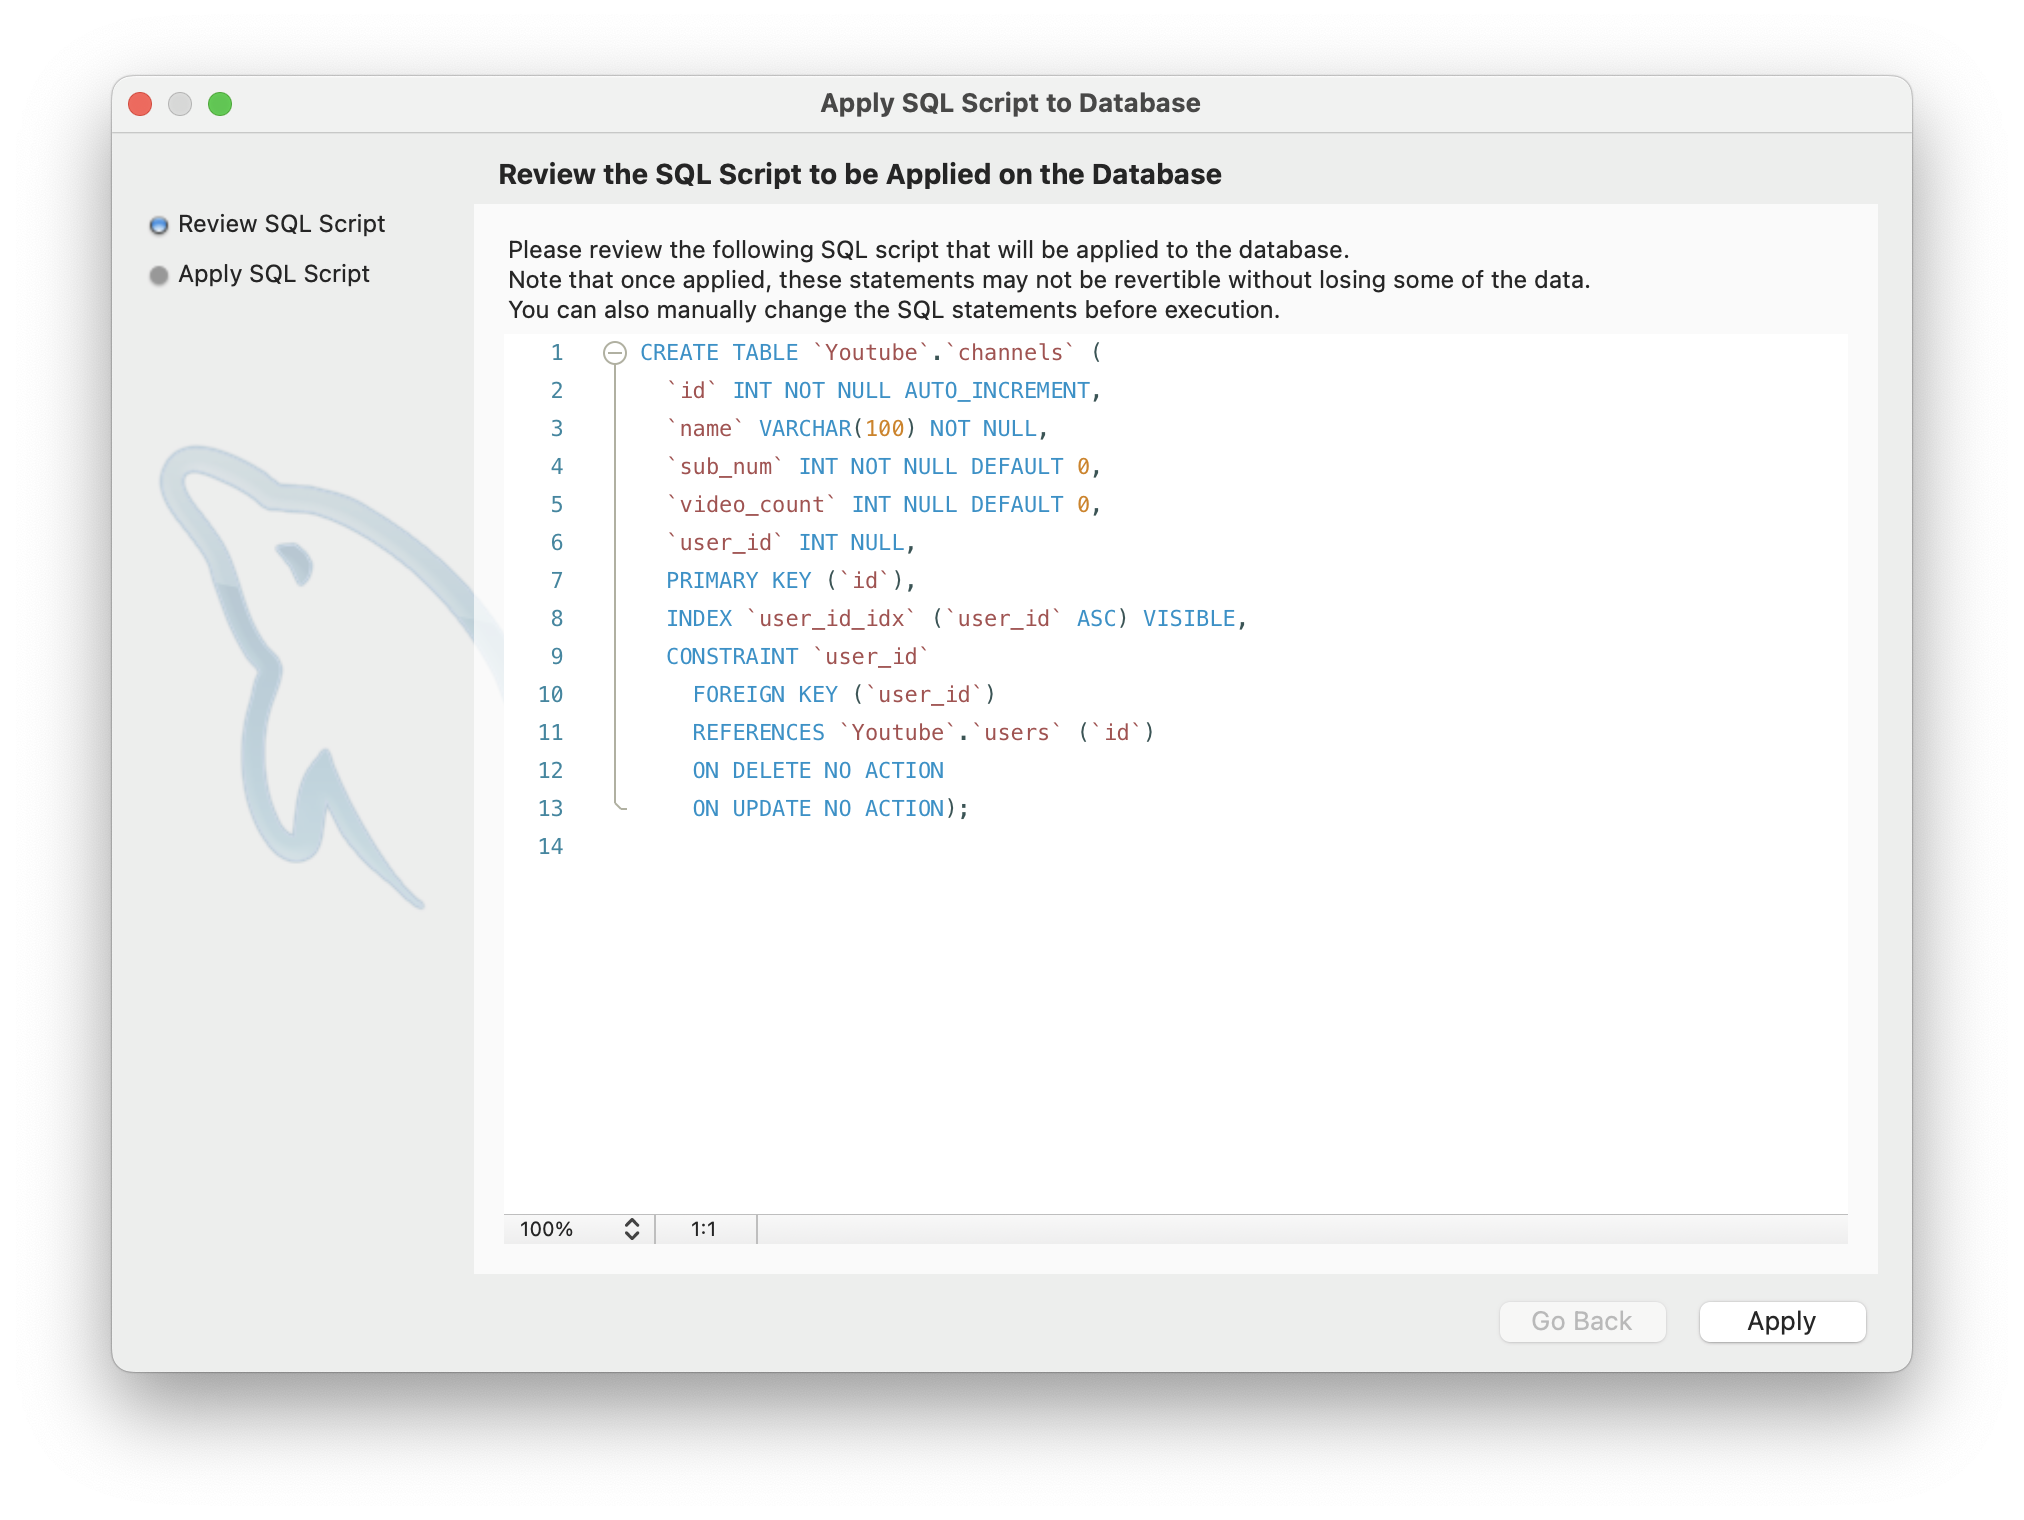 Apply SQL Script to Database
Review the SQL Script to be Applied on the Database
Review SQL Script
Apply SQL Script
Please review the following SQL script that will be applied to the database.
Note that once applied, these statements may not be revertible without losing some of the data.
You can also manually change the SQL statements before execution.
1 CREATE TABLE `Youtube`.`channels` (
2 `id` INT NOT NULL AUTO_INCREMENT,
3 `name` VARCHAR(100) NOT NULL,
4 `sub_num` INT NOT NULL DEFAULT 0,
5 `video_count` INT NULL DEFAULT 0,
6 `user_id` INT NULL,
7 PRIMARY KEY (`id`),
8 INDEX `user_id_idx` (`user_id` ASC) VISIBLE,
9 CONSTRAINT `user_id`
10 FOREIGN KEY (`user_id`)
11 REFERENCES `Youtube`.`users` (`id`)
12 ON DELETE NO ACTION
13 ON UPDATE NO ACTION);
14
100% 1:1
Go Back Apply